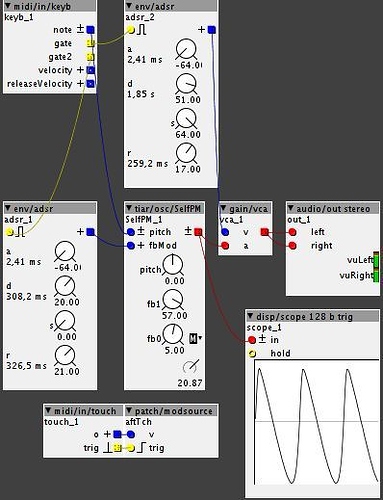 midi/in/keyb
keyb_1
note
gate
gate2
velocity
releaseVelocity
env/adsr
adsr_2
a
2,41 ms
-64.00
d
1,85 s
51.00
s
64.00
r
259,2 ms
17.00
env/adsr
adsr_1
a
2,41 ms
-64.00
d
308,2 ms
20.00
s
0.00
r
326,5 ms
21.00
tiar/osc/SelfPM
SelfPM_1
pitch
fbMod
pitch
0.00
fb1
57.00
fb0
M
5.00
20.87
gain/vca
vca_1
v
a
audio/out stereo
out_1
left
right
vuLeft
vuRight
disp/scope 128 b trig
scope_1
in
hold
midi/in/touch
touch_1
o
trig
patch/modsource
aftTch
v
trig